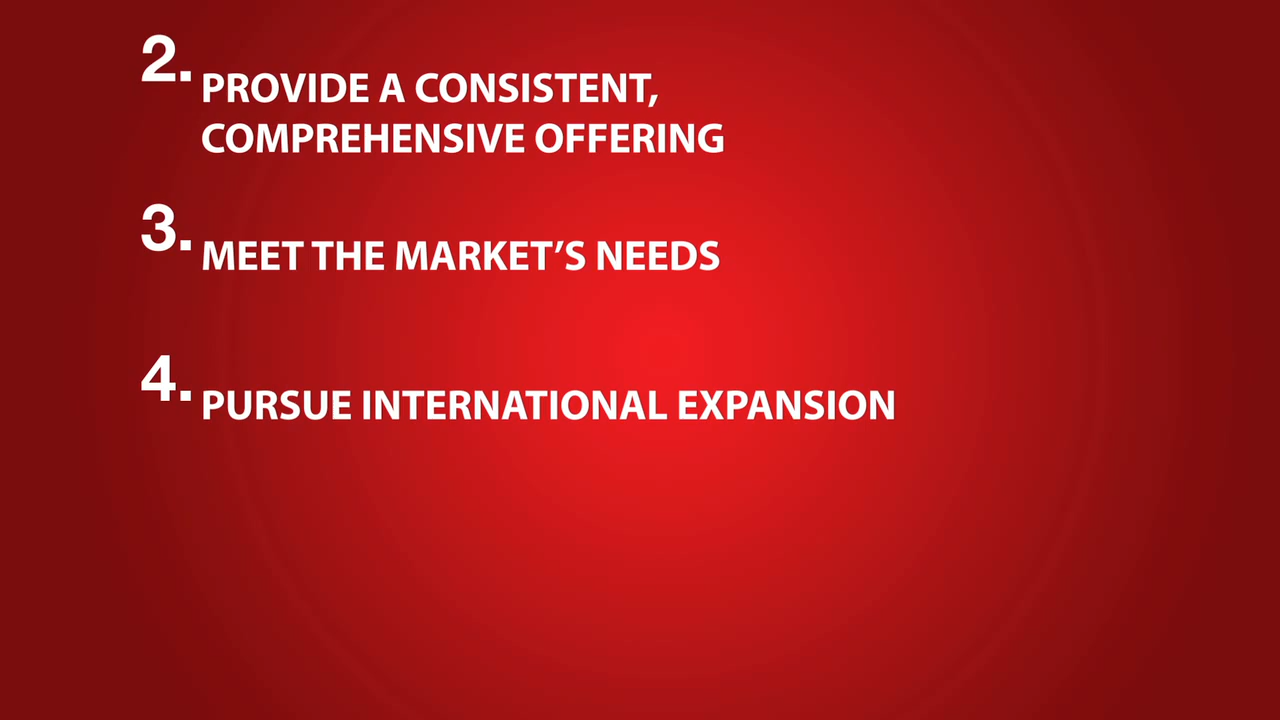 2. PROVIDE A CONSISTENT,
COMPREHENSIVE OFFERING
3. MEET THE MARKET’S NEEDS
4. PURSUE INTERNATIONAL EXPANSION